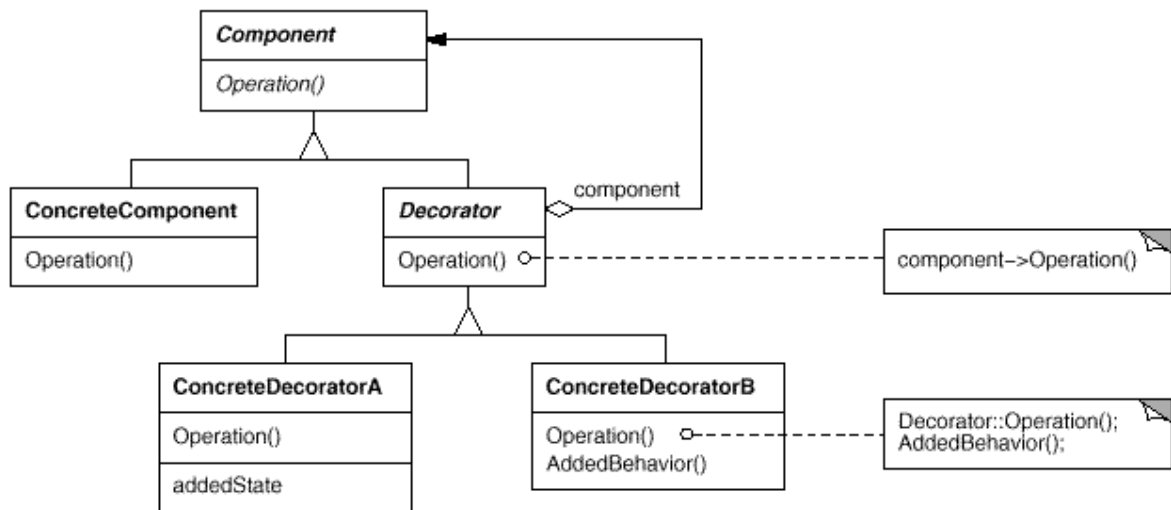 Component
Operation()
ConcreteComponent
Operation()
Decorator
Operation()
component
component->Operation()
ConcreteDecoratorA
Operation()
addedState
ConcreteDecoratorB
Operation()
AddedBehavior()
Decorator::Operation();
AddedBehavior();